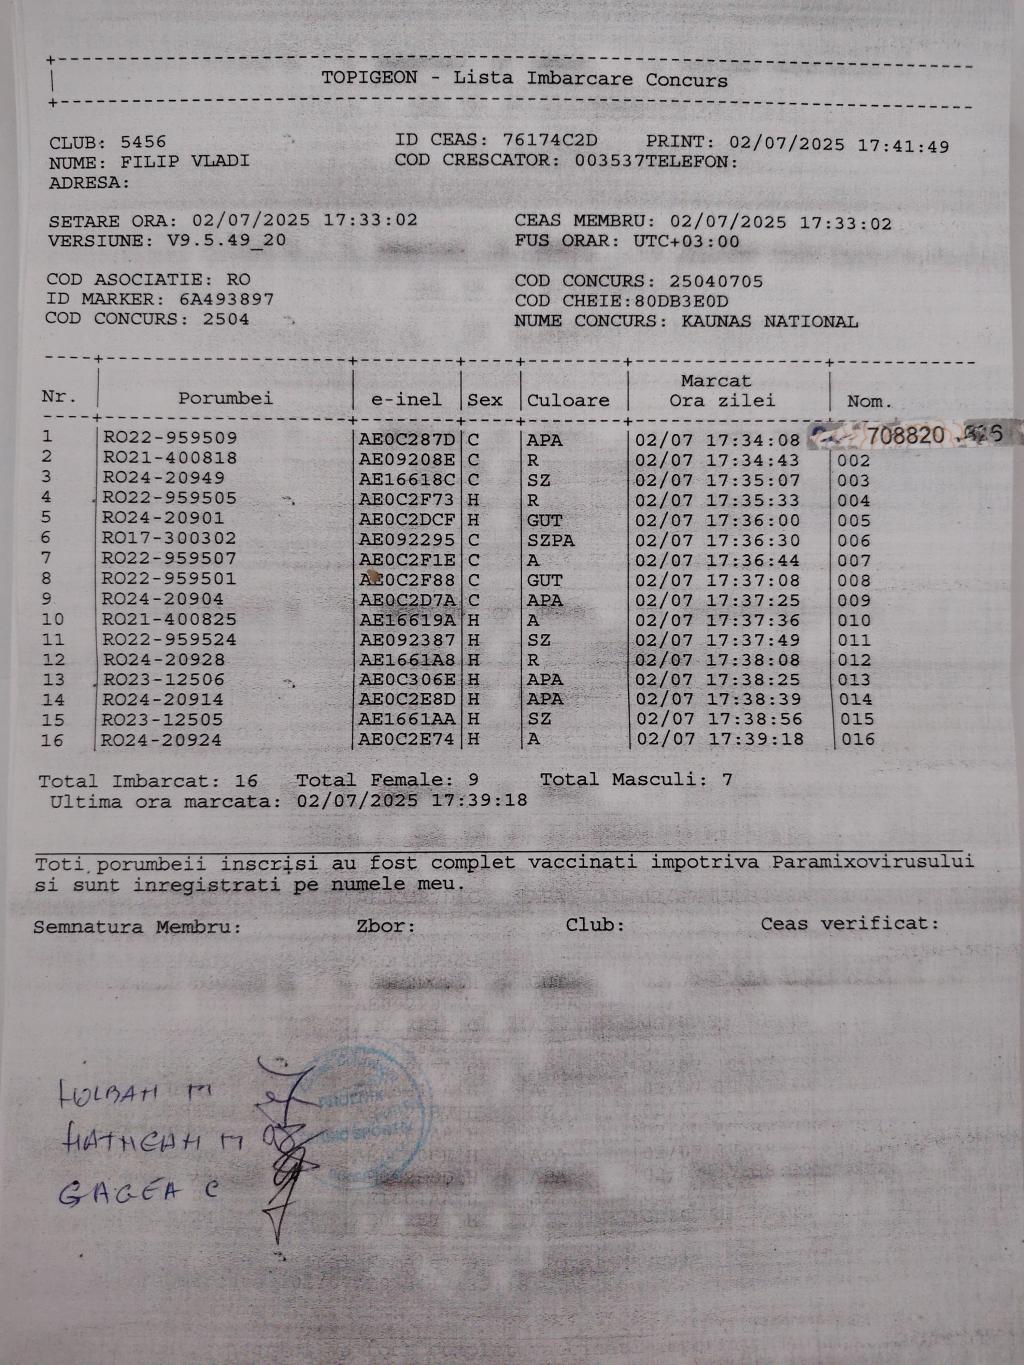 TOPIGEON - Lista Imbarcare Concurs
CLUB: 5456 ID CEAS: 76174C2D PRINT: 02/07/2025 17:41:49
NUME: FILIP VLADI COD CRESCATOR: 003537TELEFON:
ADRESA:
SETARE ORA: 02/07/2025 17:33:02 CEAS MEMBRU: 02/07/2025 17:33:02
VERSIUNE: V9.5.49_20 FUS ORAR: UTC+03:00
COD ASOCIATIE: RO COD CONCURS: 25040705
ID MARKER: 6A493897 COD CHEIE:80DB3E0D
COD CONCURS: 2504 NUME CONCURS: KAUNAS NATIONAL
Nr. Porumbei e-inel Sex Culoare Marcat Ora zilei Nom.
1 RO22-959509 AE0C287D C APA 02/07 17:34:08 708820
2 RO21-400818 AE09208E C R 02/07 17:34:43 002
3 RO24-20949 AE16618C C SZ 02/07 17:35:07 003
4 RO22-959505 AE0C2F73 H R 02/07 17:35:33 004
5 RO24-20901 AE0C2DCF H GUT 02/07 17:36:00 005
6 RO17-300302 AE092295 C SZPA 02/07 17:36:30 006
7 RO22-959507 AE0C2F1E C A 02/07 17:36:44 007
8 RO22-959501 AE0C2F88 C GUT 02/07 17:37:08 008
9 RO24-20904 AE0C2D7A C APA 02/07 17:37:25 009
10 RO21-400825 AE16619A H A 02/07 17:37:36 010
11 RO22-959524 AE092387 H SZ 02/07 17:37:49 011
12 RO24-20928 AE1661A8 H R 02/07 17:38:08 012
13 RO23-12506 AE0C306E H APA 02/07 17:38:25 013
14 RO24-20914 AE0C2E8D H APA 02/07 17:38:39 014
15 RO23-12505 AE1661AA H SZ 02/07 17:38:56 015
16 RO24-20924 AE0C2E74 H A 02/07 17:39:18 016
Total Imbarcat: 16 Total Female: 9 Total Masculi: 7
Ultima ora marcata: 02/07/2025 17:39:18
Toti porumbeii inscrisi au fost complet vaccinati impotriva Paramixovirusului
si sunt inregistrati pe numele meu.
Semnatura Membru: Zbor: Club: Ceas verificat:
GAGEA C